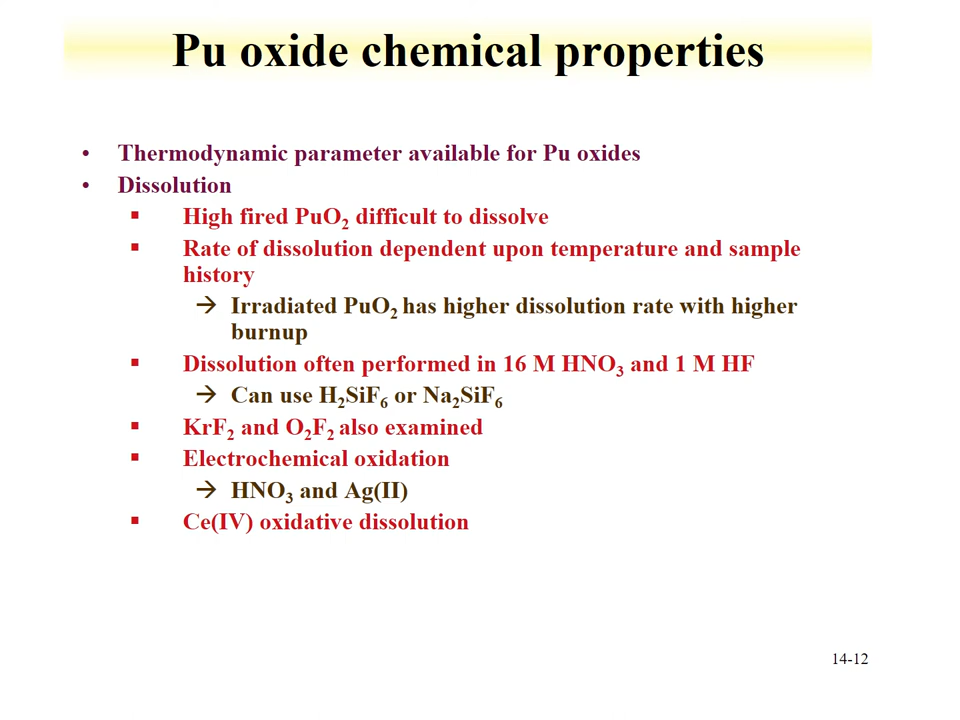 Pu oxide chemical properties
• Thermodynamic parameter available for Pu oxides
• Dissolution
▪ High fired PuO₂ difficult to dissolve
▪ Rate of dissolution dependent upon temperature and sample
history
→ Irradiated PuO₂ has higher dissolution rate with higher
burnup
▪ Dissolution often performed in 16 M HNO₃ and 1 M HF
→ Can use H₂SiF₆ or Na₂SiF₆
▪ KrF₂ and O₂F₂ also examined
▪ Electrochemical oxidation
→ HNO₃ and Ag(II)
▪ Ce(IV) oxidative dissolution
14-12